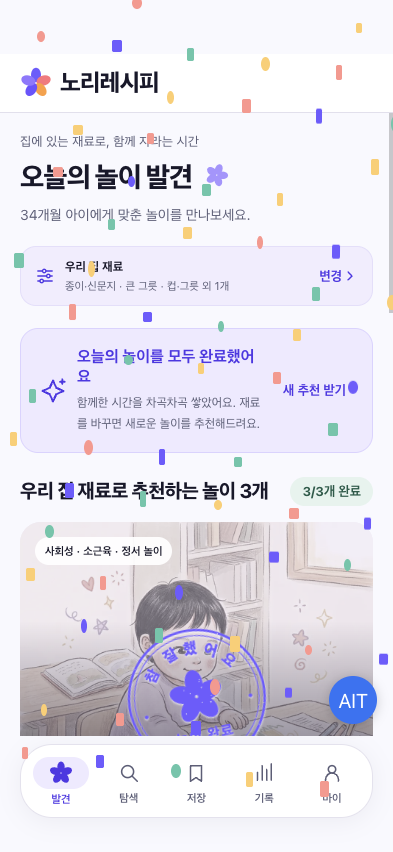 노리레시피
집에 있는 재료로, 함께 자라는 시간
오늘의 놀이 발견
34개월 아이에게 맞춘 놀이를 만나보세요.
우리 집 재료
종이·신문지 · 큰 그릇 · 컵·그릇 외 1개
변경
오늘의 놀이를 모두 완료했어
요
함께한 시간을 차곡차곡 쌓았어요. 재료
를 바꾸면 새로운 놀이를 추천해드려요.
새 추천 받기
우리 집 재료로 추천하는 놀이 3개
3/3개 완료
사회성 · 소근육 · 정서 놀이
참 잘했어요
완료
AIT
발견
탐색
저장
기록
마이